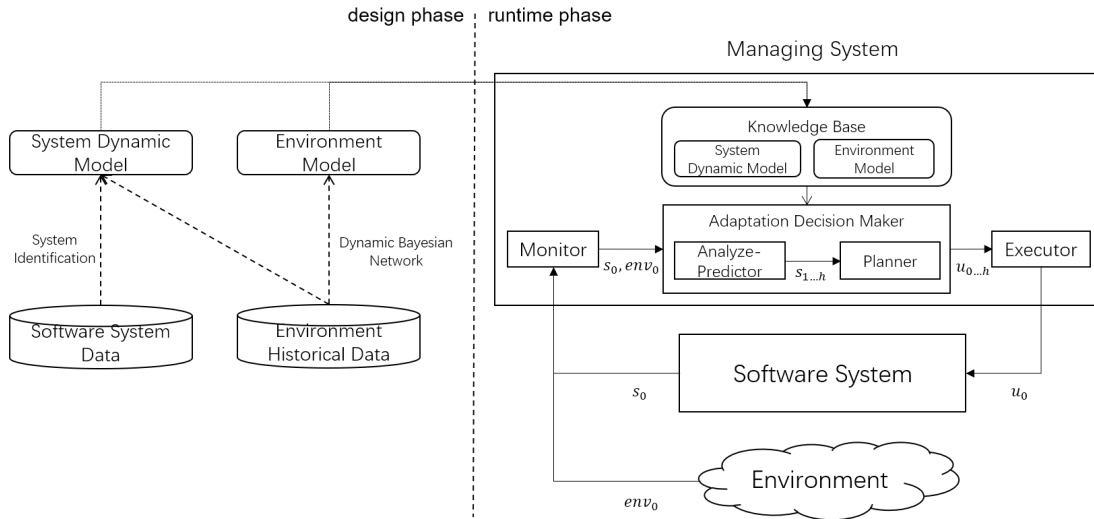 design phase
runtime phase
Managing System
System Dynamic
Model
Environment
Model
Knowledge Base
System
Dynamic Model
Environment
Model
System
Identification
Dynamic Bayesian
Network
Adaptation Decision Maker
Monitor
s₀, env₀
Analyze-
Predictor
s₁...ₕ
Planner
u₀...ₕ
Executor
Software System
Data
Environment
Historical Data
Software System
s₀
u₀
Environment
env₀